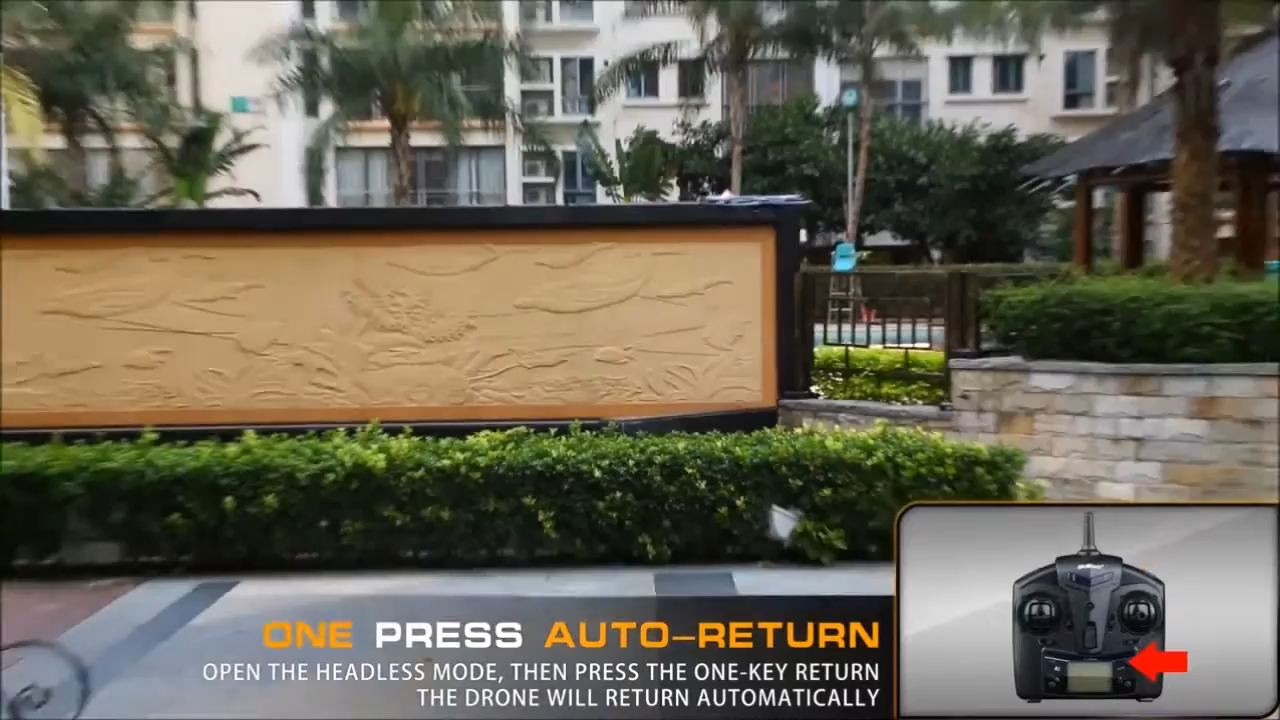 ONE PRESS AUTO-RETURN
OPEN THE HEADLESS MODE, THEN PRESS THE ONE-KEY RETURN
THE DRONE WILL RETURN AUTOMATICALLY